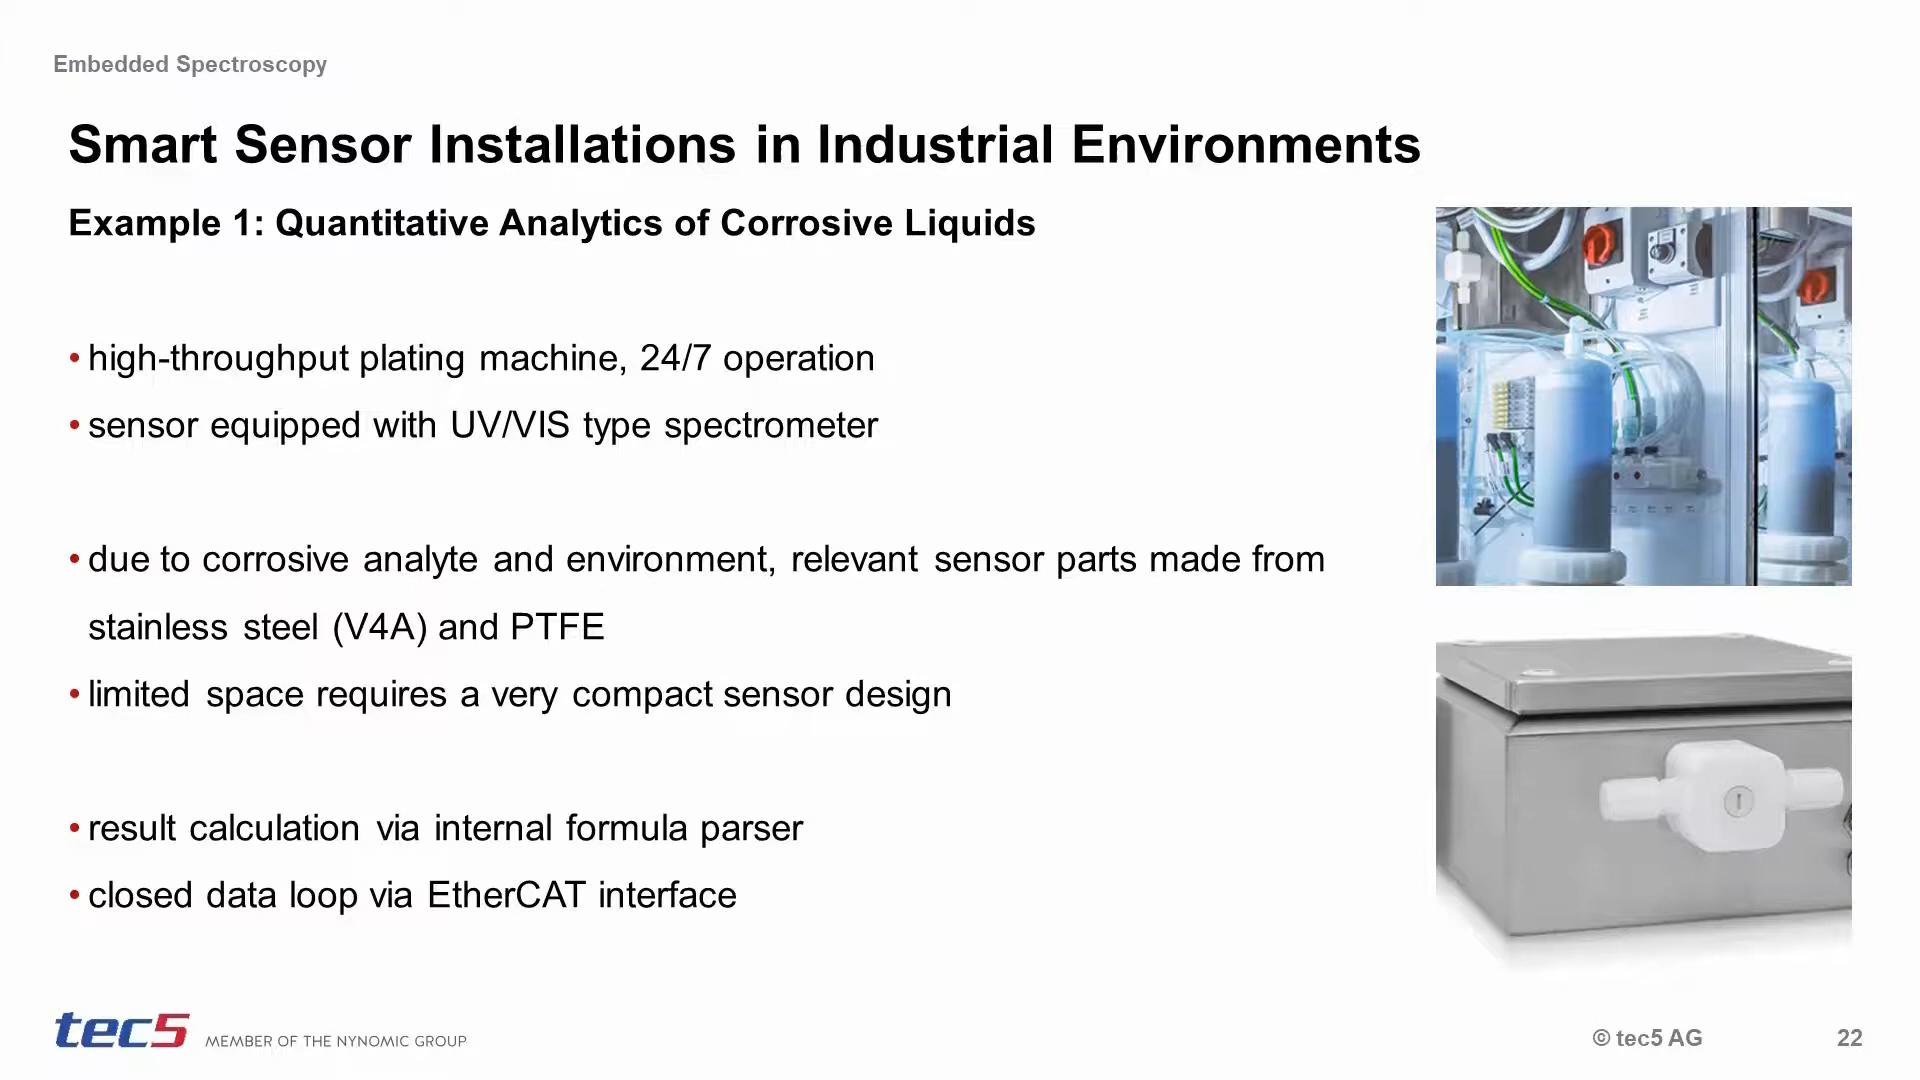 Embedded Spectroscopy
Smart Sensor Installations in Industrial Environments
Example 1: Quantitative Analytics of Corrosive Liquids
• high-throughput plating machine, 24/7 operation
• sensor equipped with UV/VIS type spectrometer
• due to corrosive analyte and environment, relevant sensor parts made from
stainless steel (V4A) and PTFE
• limited space requires a very compact sensor design
• result calculation via internal formula parser
• closed data loop via EtherCAT interface
tec5 MEMBER OF THE NYNOMIC GROUP
© tec5 AG
22